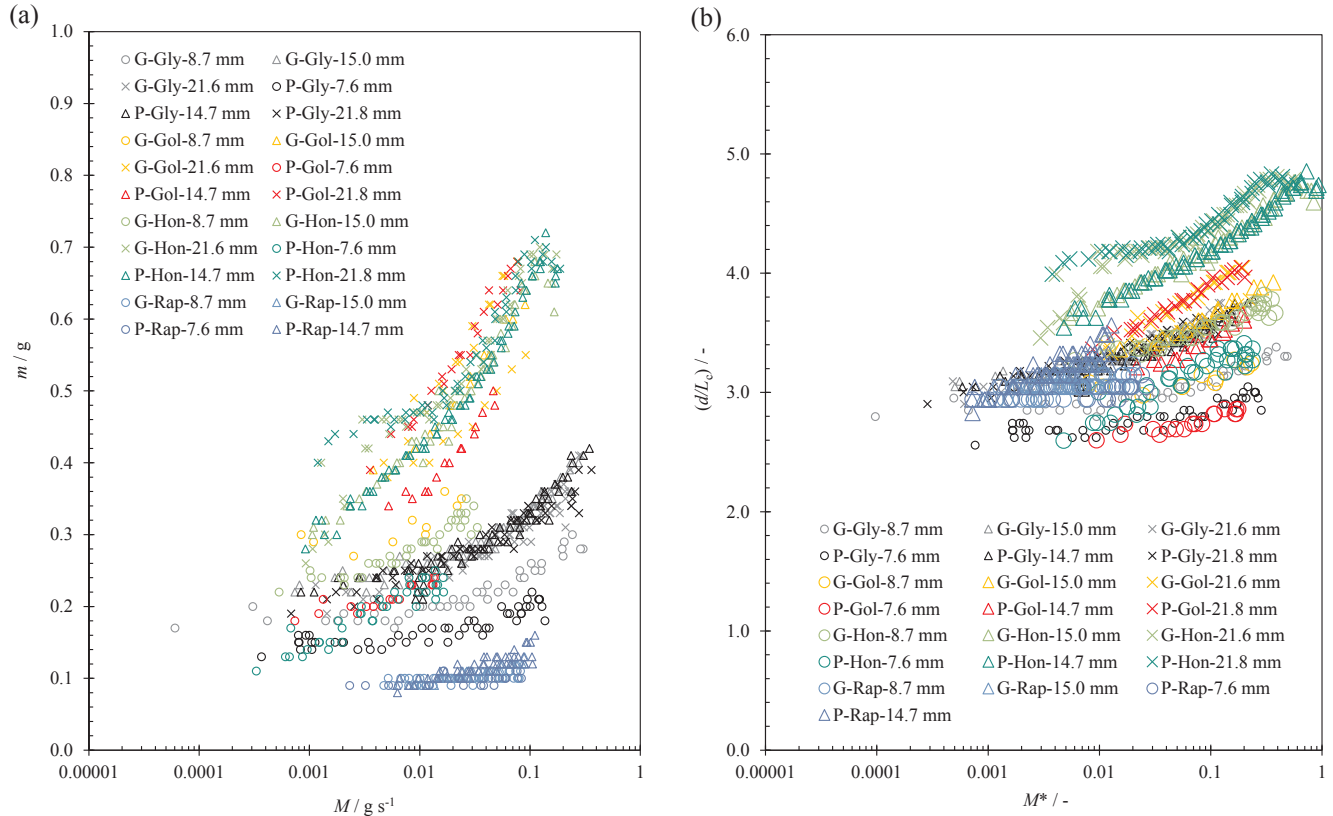 (a)
m / g
1.0
0.9
0.8
0.7
0.6
0.5
0.4
0.3
0.2
0.1
0.0
G-Gly-8.7 mm G-Gly-15.0 mm
G-Gly-21.6 mm P-Gly-7.6 mm
P-Gly-14.7 mm P-Gly-21.8 mm
G-Gol-8.7 mm G-Gol-15.0 mm
G-Gol-21.6 mm P-Gol-7.6 mm
P-Gol-14.7 mm P-Gol-21.8 mm
G-Hon-8.7 mm G-Hon-15.0 mm
G-Hon-21.6 mm P-Hon-7.6 mm
P-Hon-14.7 mm P-Hon-21.8 mm
G-Rap-8.7 mm G-Rap-15.0 mm
P-Rap-7.6 mm P-Rap-14.7 mm
0.00001 0.0001 0.001 0.01 0.1 1
M / g s⁻¹
(b)
(d/L꜀) / -
6.0
5.0
4.0
3.0
2.0
1.0
0.0
G-Gly-8.7 mm G-Gly-15.0 mm G-Gly-21.6 mm
P-Gly-7.6 mm P-Gly-14.7 mm P-Gly-21.8 mm
G-Gol-8.7 mm G-Gol-15.0 mm G-Gol-21.6 mm
P-Gol-7.6 mm P-Gol-14.7 mm P-Gol-21.8 mm
G-Hon-8.7 mm G-Hon-15.0 mm G-Hon-21.6 mm
P-Hon-7.6 mm P-Hon-14.7 mm P-Hon-21.8 mm
G-Rap-8.7 mm G-Rap-15.0 mm P-Rap-7.6 mm
P-Rap-14.7 mm
0.00001 0.0001 0.001 0.01 0.1 1
M* / -